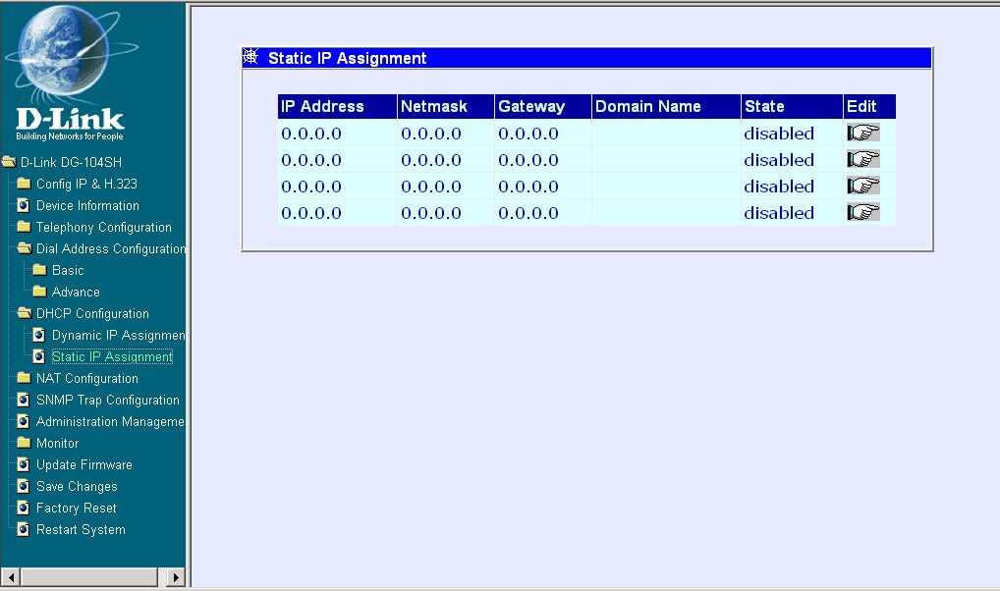 D-Link
Building Networks for People
D-Link DG-104SH
Config IP & H.323
Device Information
Telephony Configuration
Dial Address Configuration
Basic
Advance
DHCP Configuration
Dynamic IP Assignmen
Static IP Assignment
NAT Configuration
SNMP Trap Configuration
Administration Manageme
Monitor
Update Firmware
Save Changes
Factory Reset
Restart System
Static IP Assignment
IP Address Netmask Gateway Domain Name State Edit
0.0.0.0 0.0.0.0 0.0.0.0 disabled
0.0.0.0 0.0.0.0 0.0.0.0 disabled
0.0.0.0 0.0.0.0 0.0.0.0 disabled
0.0.0.0 0.0.0.0 0.0.0.0 disabled